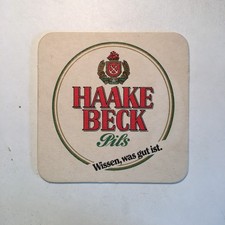 HAAKE
BECK
Pils
Wissen, was gut ist.